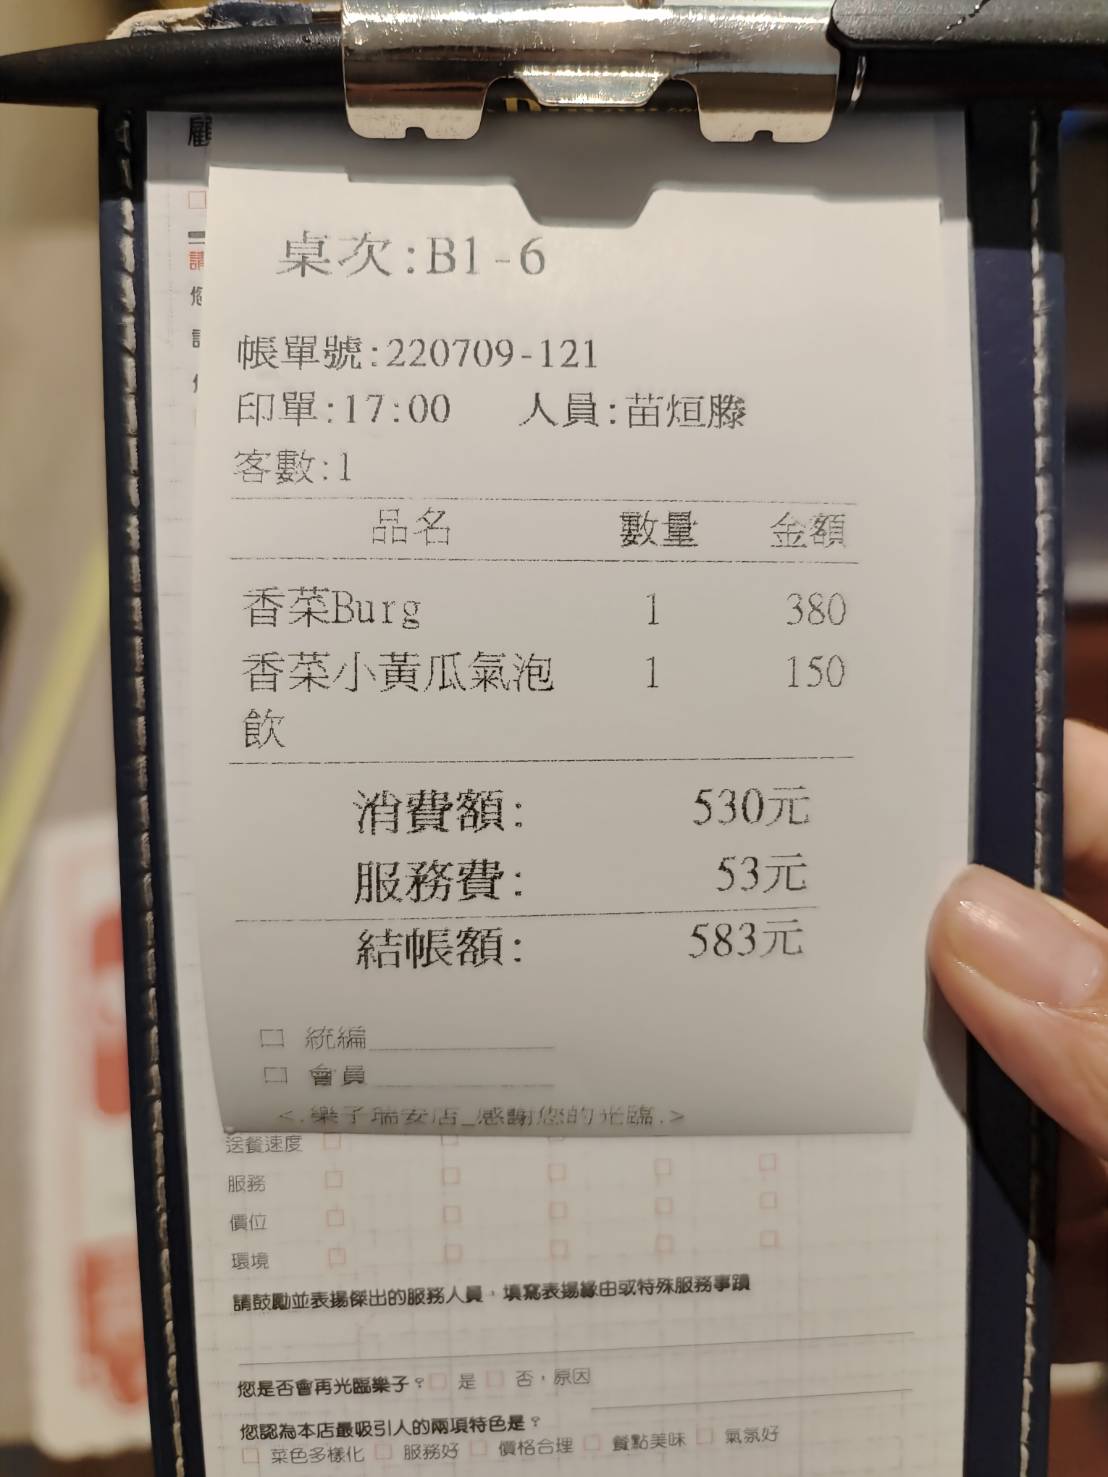 顧
請
您
桌次:B1-6
帳單號:220709-121
印單:17:00 人員:苗烜滕
客數:1
品名 數量 金額
香菜Burg 1 380
香菜小黃瓜氣泡 1 150
飲
消費額: 530元
服務費: 53元
結帳額: 583元
□ 統編
□ 會員
<.樂子瑞安店_感謝您的光臨.>
送餐速度 □ □ □ □ □
服務 □ □ □ □ □
價位 □ □ □ □ □
環境 □ □ □ □ □
請鼓勵並表揚傑出的服務人員，填寫表揚緣由或特殊服務事蹟
您是否會再光臨樂子？□ 是 □ 否，原因
您認為本店最吸引人的兩項特色是？
□ 菜色多樣化 □ 服務好 □ 價格合理 □ 餐點美味 □ 氣氛好